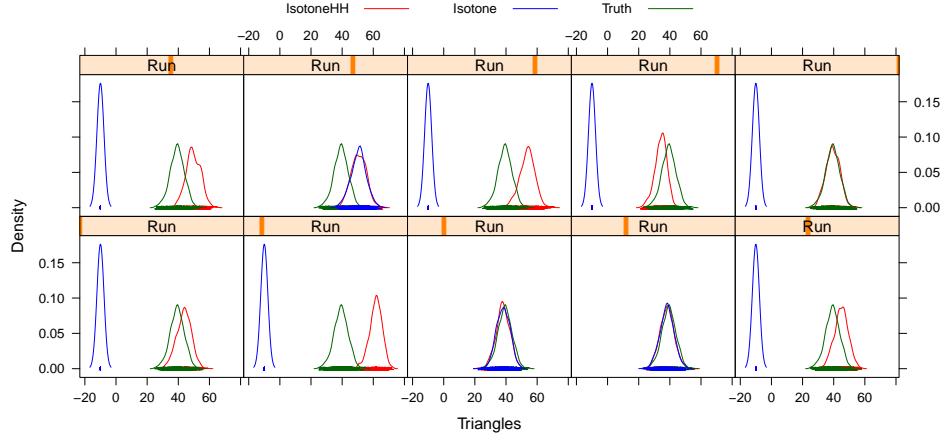 IsotoneHH Isotone Truth
−20 0 20 40 60 −20 0 20 40 60
Run Run Run Run Run
0.15
0.10
0.05
0.00
Density
Run Run Run Run Run
0.15
0.10
0.05
0.00
−20 0 20 40 60 −20 0 20 40 60 −20 0 20 40 60
Triangles